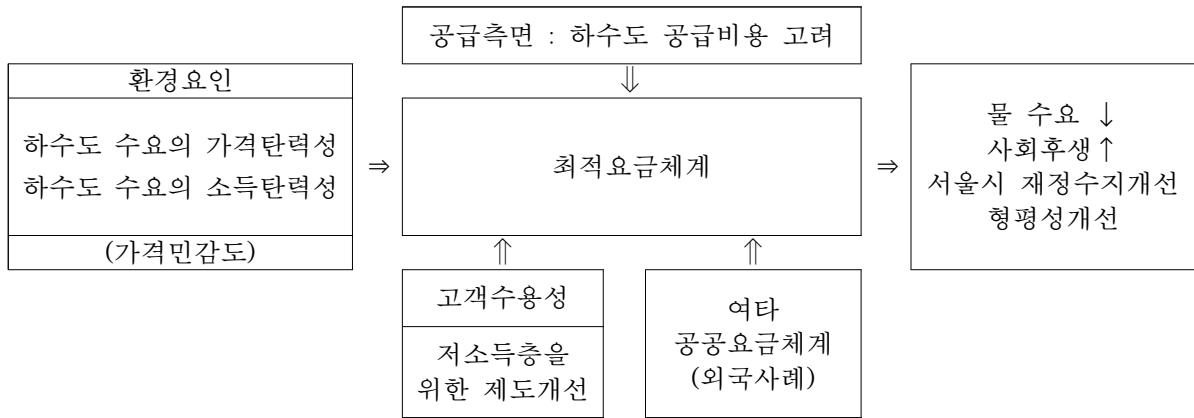 공급측면 : 하수도 공급비용 고려
⇓
환경요인
하수도 수요의 가격탄력성
하수도 수요의 소득탄력성
(가격민감도)
⇒
최적요금체계
⇒
물 수요 ↓
사회후생↑
서울시 재정수지개선
형평성개선
⇑
⇑
고객수용성
저소득층을
위한 제도개선
여타
공공요금체계
(외국사례)